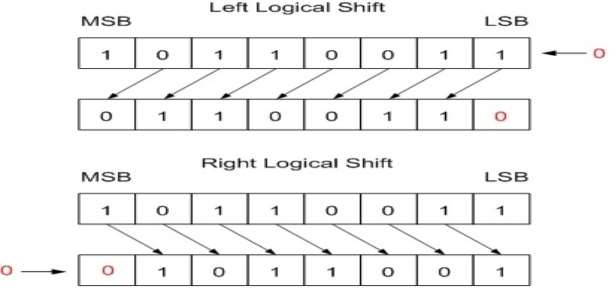 Left Logical Shift
MSB LSB
1 0 1 1 0 0 1 1 0
0 1 1 0 0 1 1 0
Right Logical Shift
MSB LSB
1 0 1 1 0 0 1 1
0 0 1 0 1 1 0 0 1